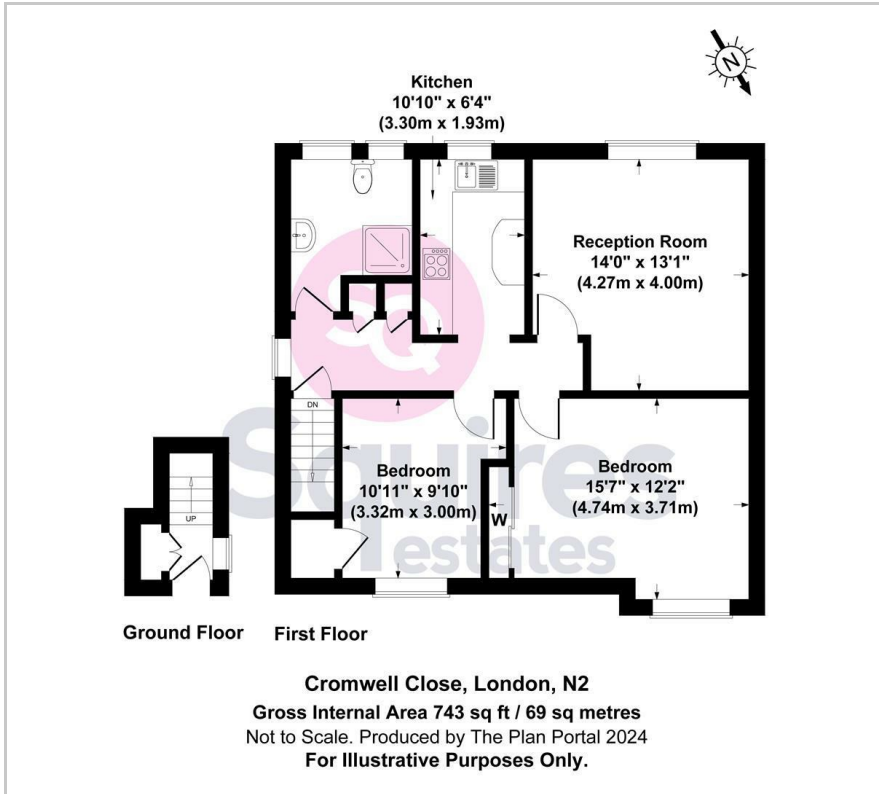 N
Kitchen
10'10" x 6'4"
(3.30m x 1.93m)
Reception Room
14'0" x 13'1"
(4.27m x 4.00m)
SQ
DN
Squires
estates
Bedroom
10'11" x 9'10"
(3.32m x 3.00m)
Bedroom
15'7" x 12'2"
(4.74m x 3.71m)
W
UP
Ground Floor
First Floor
Cromwell Close, London, N2
Gross Internal Area 743 sq ft / 69 sq metres
Not to Scale. Produced by The Plan Portal 2024
For Illustrative Purposes Only.